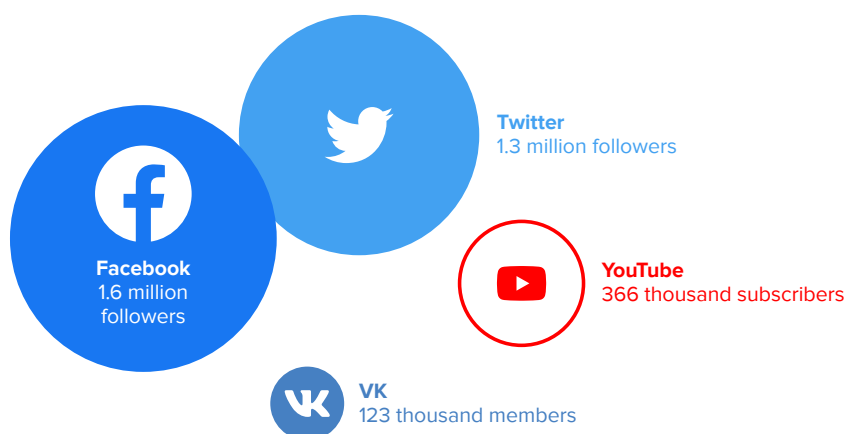 Twitter
1.3 million followers
Facebook
1.6 million
followers
YouTube
366 thousand subscribers
VK
123 thousand members